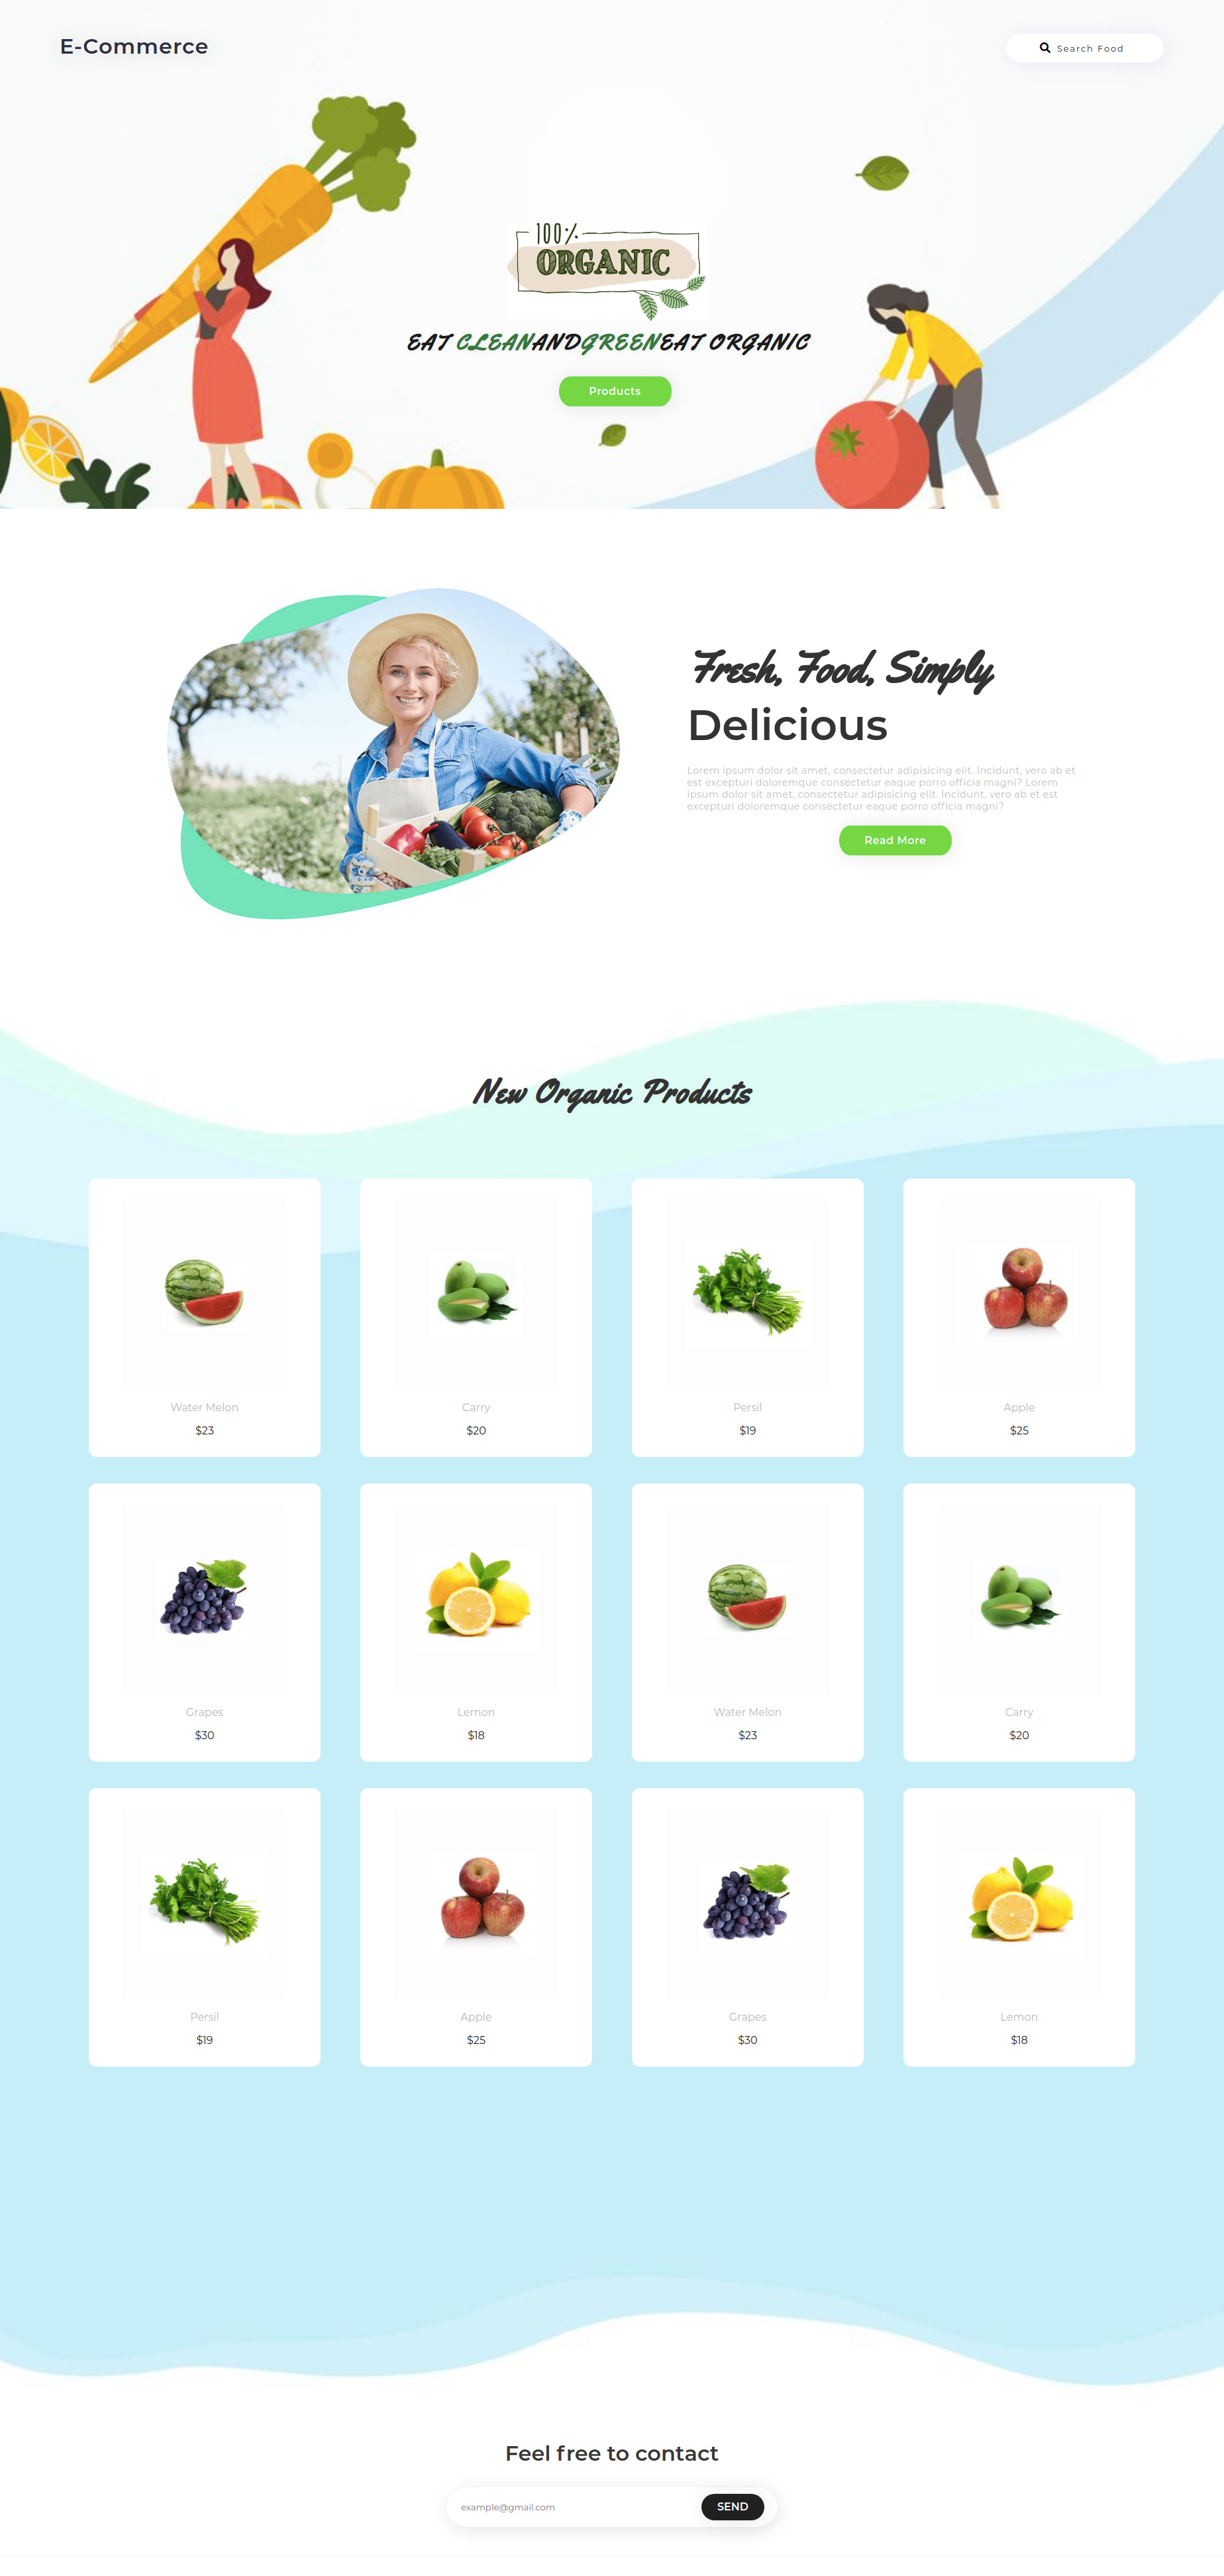 E-Commerce
Search Food
100%
ORGANIC
EAT CLEANANDGREENEAT ORGANIC
Products
Fresh, Food, Simply
Delicious
Lorem ipsum dolor sit amet, consectetur adipisicing elit. Incidunt, vero ab et
est excepturi doloremque consectetur eaque porro officia magni? Lorem
ipsum dolor sit amet, consectetur adipisicing elit. Incidunt, vero ab et est
excepturi doloremque consectetur eaque porro officia magni?
Read More
New Organic Products
Water Melon
$23
Carry
$20
Persil
$19
Apple
$25
Grapes
$30
Lemon
$18
Water Melon
$23
Carry
$20
Persil
$19
Apple
$25
Grapes
$30
Lemon
$18
Feel free to contact
example@gmail.com
SEND